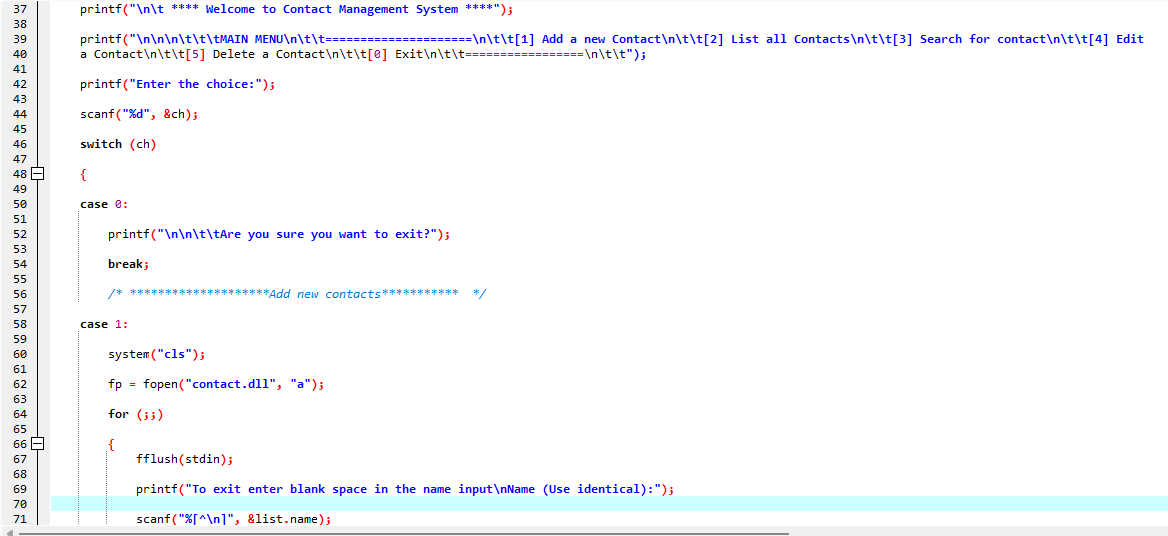 37 printf("\n\t **** Welcome to Contact Management System ****");
38
39 printf("\n\n\n\t\t\tMAIN MENU\n\t\t=====================\n\t\t[1] Add a new Contact\n\t\t[2] List all Contacts\n\t\t[3] Search for contact\n\t\t[4] Edit
40 a Contact\n\t\t[5] Delete a Contact\n\t\t[0] Exit\n\t\t=================\n\t\t");
41
42 printf("Enter the choice:");
43
44 scanf("%d", &ch);
45
46 switch (ch)
47
48 {
49
50 case 0:
51
52 printf("\n\n\t\tAre you sure you want to exit?");
53
54 break;
55
56 /* ********************Add new contacts*********** */
57
58 case 1:
59
60 system("cls");
61
62 fp = fopen("contact.dll", "a");
63
64 for (;;)
65
66 {
67 fflush(stdin);
68
69 printf("To exit enter blank space in the name input\nName (Use identical):");
70
71 scanf("%[^\n]", &list.name);